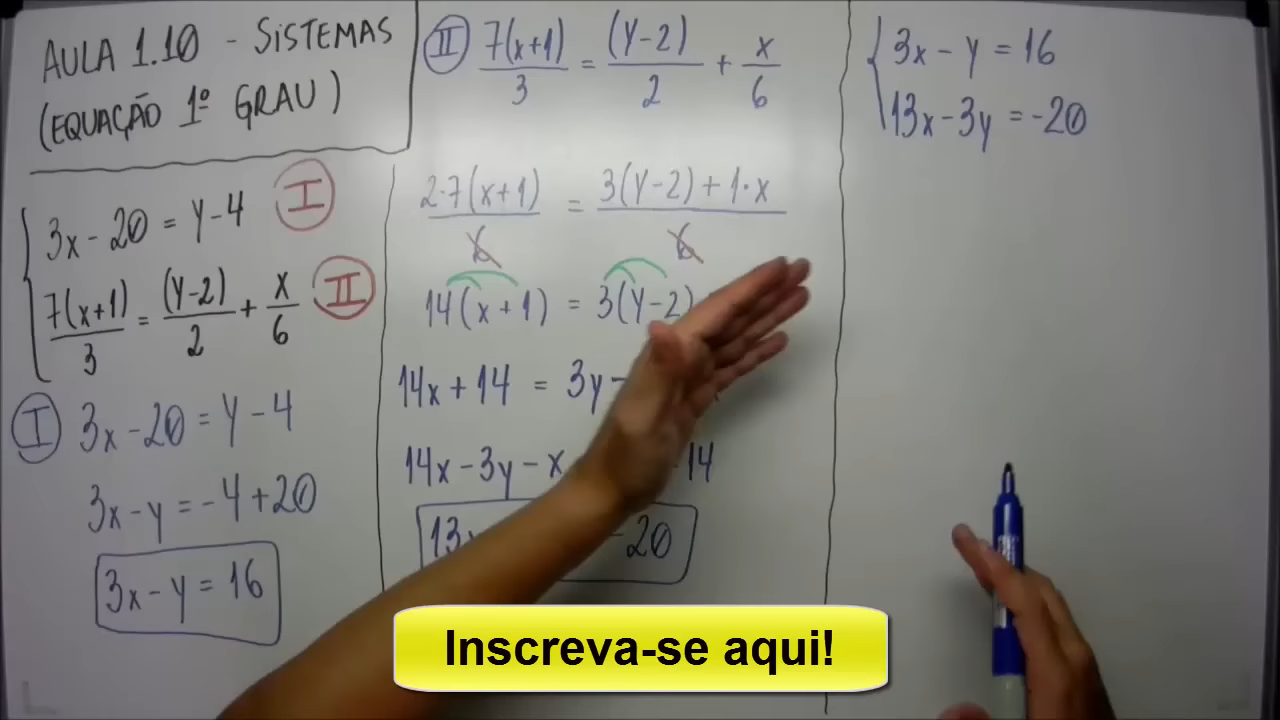 AULA 1.10 - SISTEMAS
(EQUAÇÃO 1º GRAU)
3x - 20 = y - 4 I
7(x+1)/3 = (y-2)/2 + x/6 II
I 3x - 20 = y - 4
3x - y = -4 + 20
3x - y = 16
II 7(x+1)/3 = (y-2)/2 + x/6
2·7(x+1)/6 = 3(y-2) + 1·x/6
14(x+1) = 3(y-2)
14x + 14 = 3y -
14x - 3y - x - 14
13x - 20
3x - y = 16
13x - 3y = -20
Inscreva-se aqui!